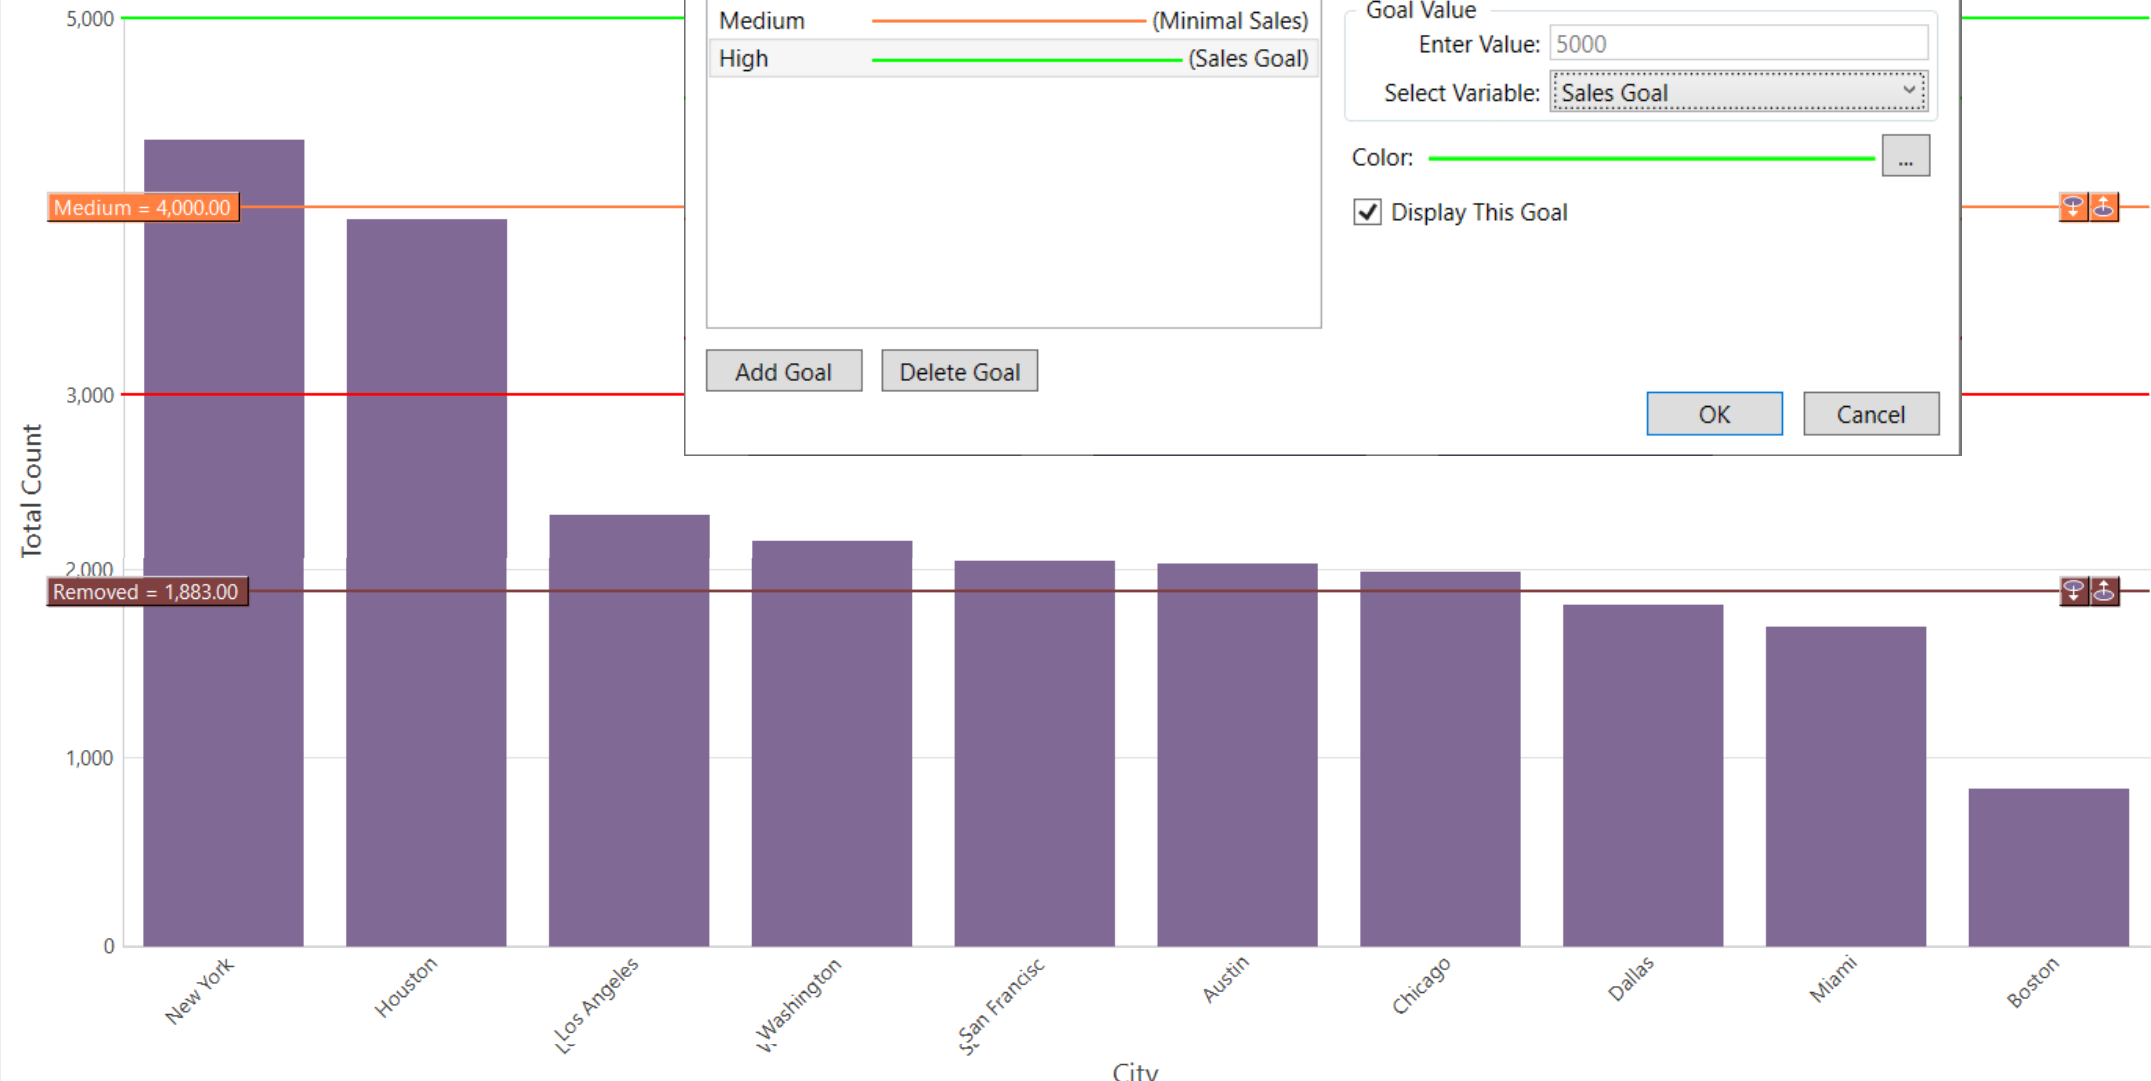 5,000
Medium (Minimal Sales)
High (Sales Goal)
Goal Value
Enter Value: 5000
Select Variable: Sales Goal
Color: ...
Display This Goal
Medium = 4,000.00
Add Goal Delete Goal
3,000
OK Cancel
Total Count
2,000
Removed = 1,883.00
1,000
0
New York
Houston
Los Angeles
Washington
San Francisc
Austin
Chicago
Dallas
Miami
Boston
City